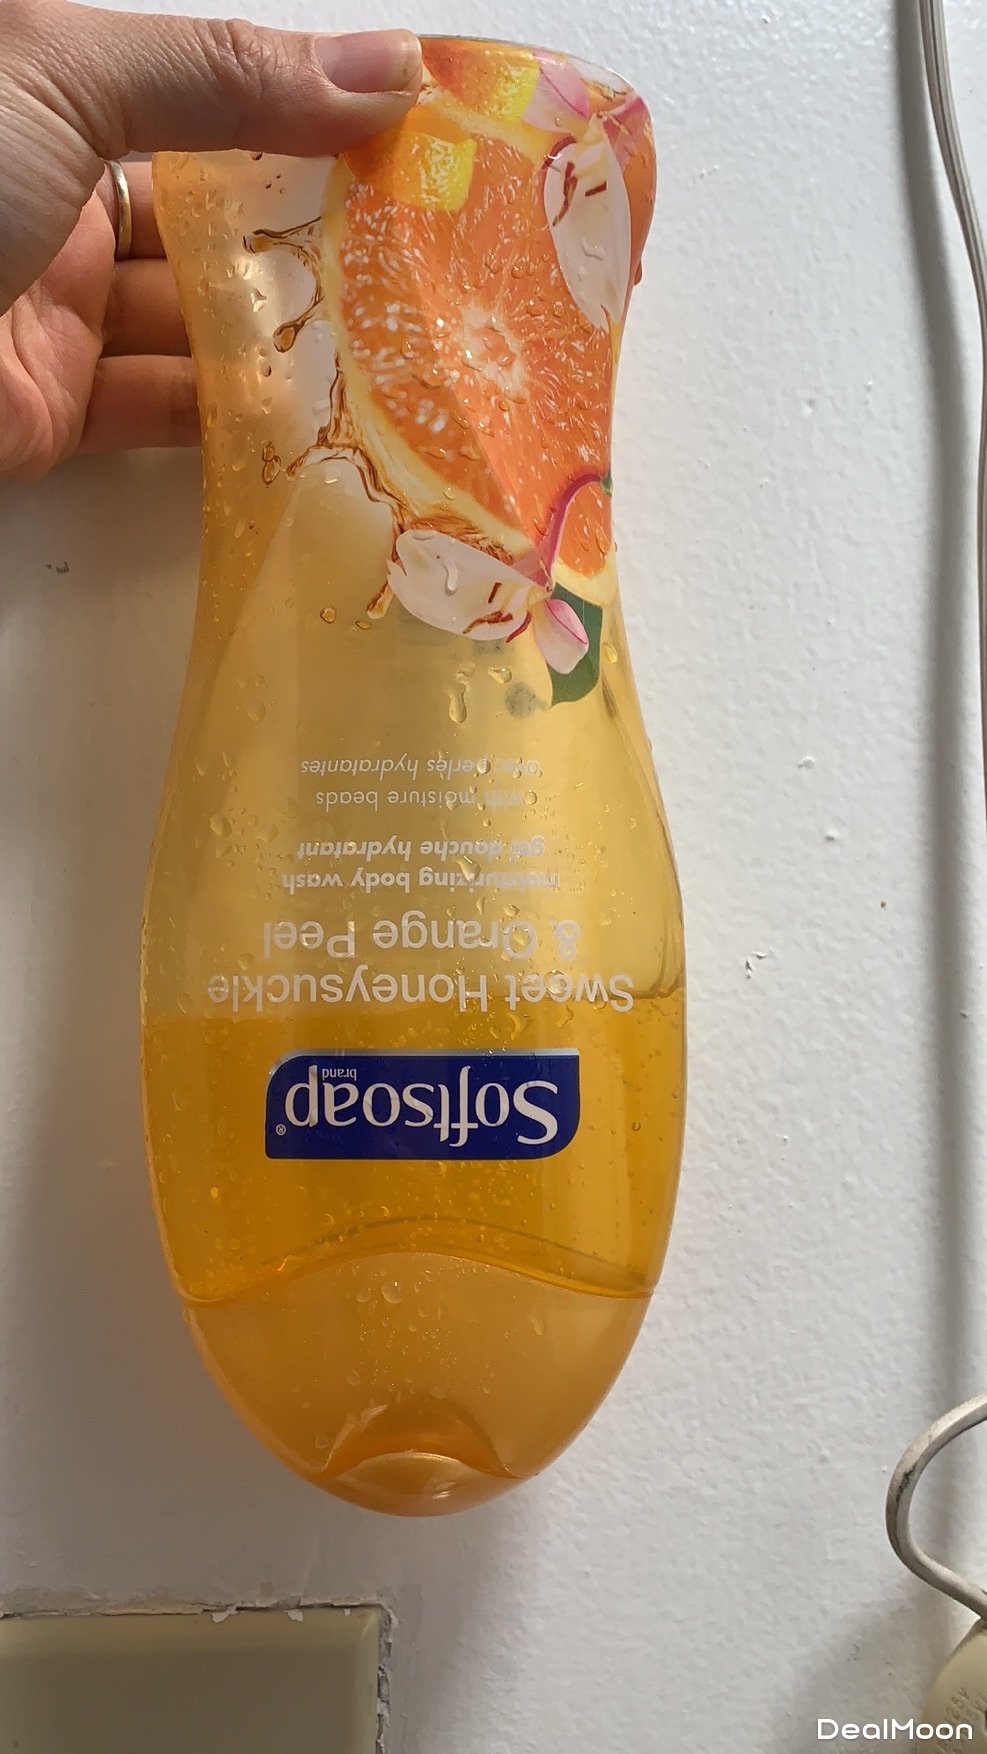 Softsoap®
brand
Sweet Honeysuckle
& Orange Peel
moisturizing body wash
gel douche hydratant
with moisture beads
avec perles hydratantes
DealMoon